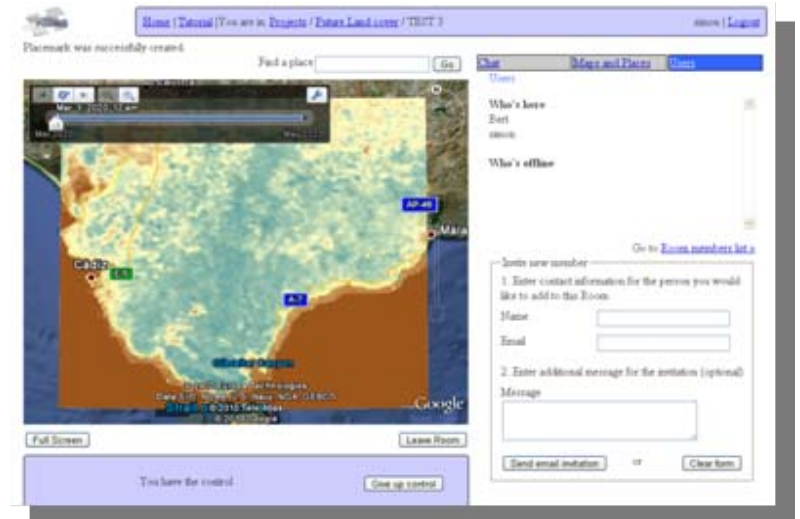 Home | Tutorial | You are in: Projects / Future Land cover / TEST 3
simon | Logout
Placemark was successfully created.
Find a place
Go
Chat
Maps and Places
Users
Users
Who's here
Bert
simon
Who's offline
Go to Room members list »
Invite new member
1. Enter contact information for the person you would
like to add to this Room
Name
Email
2. Enter additional message for the invitation (optional)
Message
Send email invitation
or
Clear form
AP-46
Cádiz
A-7
Google
Full Screen
Leave Room
You have the control
Give up control